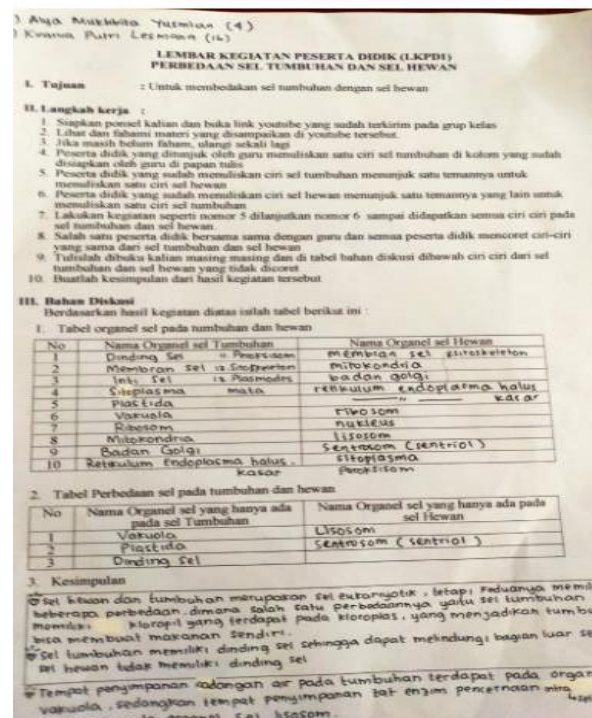 ) Alya Mukhbita Yusmian (4)
) Kirana Putri Lesmana (16)
LEMBAR KEGIATAN PESERTA DIDIK (LKPD1)
PERBEDAAN SEL TUMBUHAN DAN SEL HEWAN
I. Tujuan : Untuk membedakan sel tumbuhan dengan sel hewan
II. Langkah kerja :
1. Siapkan ponsel kalian dan buka link youtube yang sudah terkirim pada grup kelas
2. Lihat dan fahami materi yang disampaikan di youtube tersebut.
3. Jika masih belum faham, ulangi sekali lagi
4. Peserta didik yang ditunjuk oleh guru menuliskan satu ciri sel tumbuhan di kolom yang sudah
disiapkan oleh guru di papan tulis
5. Peserta didik yang sudah menuliskan ciri sel tumbuhan menunjuk satu temannya untuk
menuliskan satu ciri sel hewan
6. Peserta didik yang sudah menuliskan ciri sel hewan menunjuk satu temannya yang lain untuk
menuliskan satu ciri sel tumbuhan
7. Lakukan kegiatan seperti nomor 5 dilanjutkan nomor 6 sampai didapatkan semua ciri ciri pada
sel tumbuhan dan sel hewan
8. Salah satu peserta didik bersama sama dengan guru dan semua peserta didik mencoret ciri-ciri
yang sama dari sel tumbuhan dan sel hewan
9. Tulislah dibuku kalian masing masing dan di tabel bahan diskusi dibawah ciri ciri dari sel
tumbuhan dan sel hewan yang tidak dicoret
10. Buatlah kesimpulan dari hasil kegiatan tersebut
III. Bahan Diskusi
Berdasarkan hasil kegiatan diatas isilah tabel berikut ini :
1. Tabel organel sel pada tumbuhan dan hewan
No Nama Organel sel Tumbuhan Nama Organel sel Hewan
1 Dinding Sel 11. Peroksisom membran sel sitoskeleton
2 Membran sel 12. mitokondria
3 Inti Sel 13 Plasmodes badan golgi
4 Sitoplasma mata retikulum endoplasma halus
5 Plastida — " — kasar
6 Vakuola ribosom
7 Ribosom nukleus
8 Mitokondria lisosom
9 Badan Golgi Sentrosom (sentriol)
10 Retikulum Endoplasma halus. sitoplasma
kasar Peroksisom
2. Tabel Perbedaan sel pada tumbuhan dan hewan
No Nama Organel sel yang hanya ada pada sel Tumbuhan Nama Organel sel yang hanya ada pada sel Hewan
1 Vakuola Lisosom
2 Plastida Sentrosom (sentriol)
3 Dinding Sel
3. Kesimpulan
Sel hewan dan tumbuhan merupakan sel eukariyotik, tetapi keduanya memili
beberapa perbedaan. dimana salah satu perbedaannya yaitu sel tumbuhan
memiliki kloropil yang terdapat pada kloroplas, yang menjadikan tumbu
bisa membuat makanan sendiri.
Sel tumbuhan memiliki dinding sel sehingga dapat melindungi bagian luar se
sel hewan tidak memiliki dinding sel
Tempat penyimpanan cadangan air pada tumbuhan terdapat pada organ
vakuola, sedangkan tempat penyimpanan zat enzim pencernaan intra
organel sel lisosom.